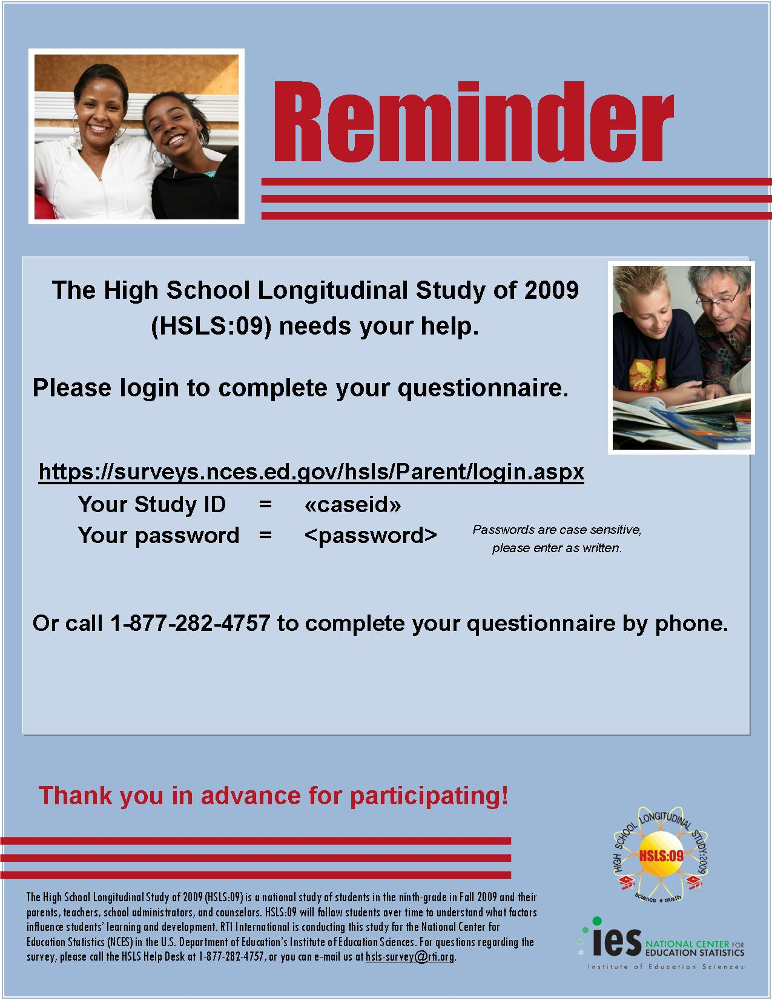 Reminder
The High School Longitudinal Study of 2009
(HSLS:09) needs your help.
Please login to complete your questionnaire.
https://surveys.nces.ed.gov/hsls/Parent/login.aspx
Your Study ID = «caseid»
Your password = <password>
Passwords are case sensitive,
please enter as written.
Or call 1-877-282-4757 to complete your questionnaire by phone.
Thank you in advance for participating!
HIGH SCHOOL LONGITUDINAL STUDY:2009
HSLS:09
science * math
The High School Longitudinal Study of 2009 (HSLS:09) is a national study of students in the ninth-grade in Fall 2009 and their
parents, teachers, school administrators, and counselors. HSLS:09 will follow students over time to understand what factors
influence students' learning and development. RTI International is conducting this study for the National Center for
Education Statistics (NCES) in the U.S. Department of Education's Institute of Education Sciences. For questions regarding the
survey, please call the HSLS Help Desk at 1-877-282-4757, or you can e-mail us at hsls-survey@rti.org.
ies NATIONAL CENTER FOR
EDUCATION STATISTICS
Institute of Education Sciences